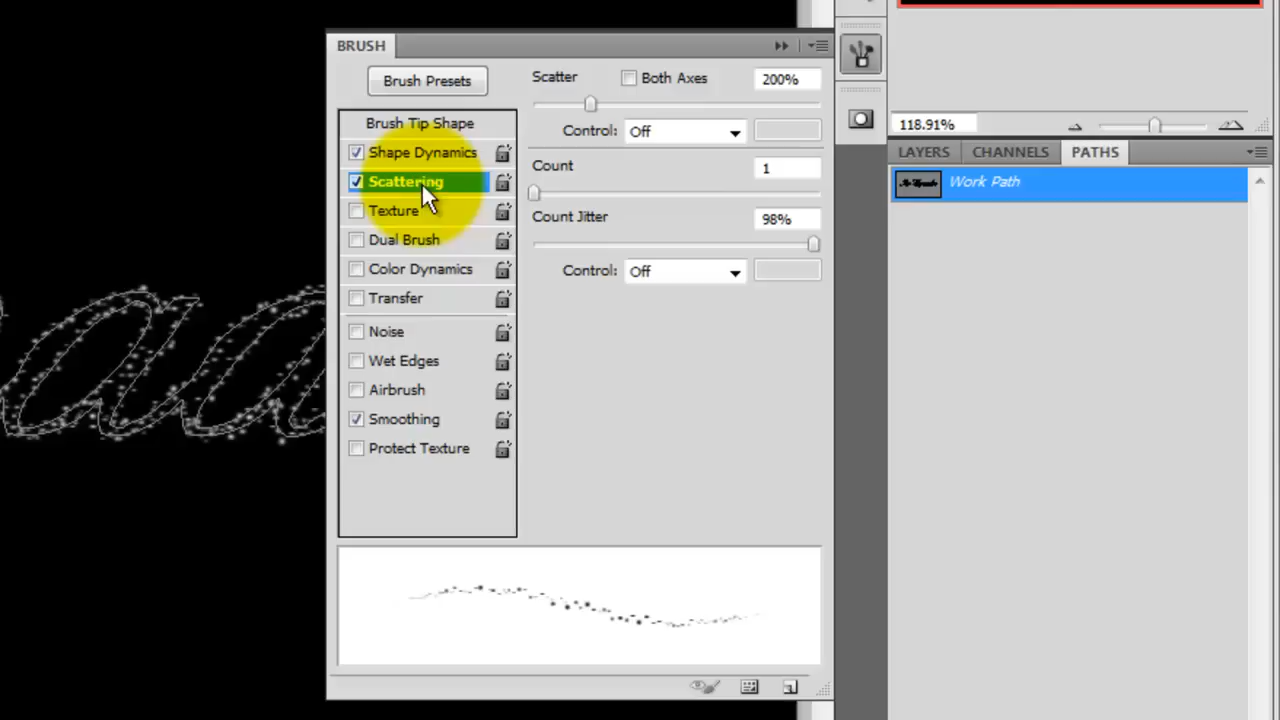 BRUSH
Brush Presets
Brush Tip Shape
Shape Dynamics
Scattering
Texture
Dual Brush
Color Dynamics
Transfer
Noise
Wet Edges
Airbrush
Smoothing
Protect Texture
Scatter Both Axes 200%
Control: Off
Count 1
Count Jitter 98%
Control: Off
118.91%
LAYERS CHANNELS PATHS
Work Path